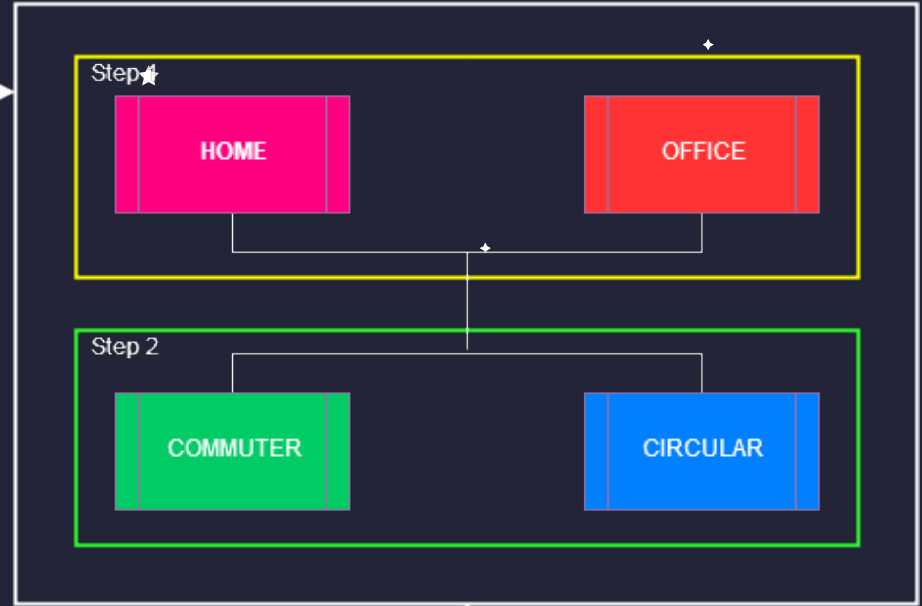 Step 1
HOME
OFFICE
Step 2
COMMUTER
CIRCULAR